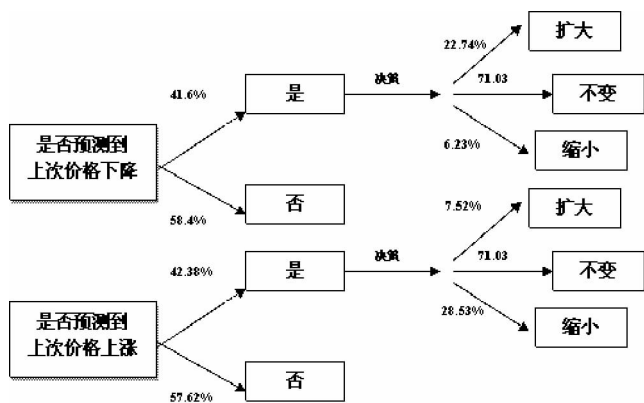 22.74%
扩大
41.6%
是
决策
71.03
不变
是否预测到
上次价格下降
6.23%
缩小
58.4%
否
7.52%
扩大
42.38%
是
决策
71.03
不变
是否预测到
上次价格上涨
28.53%
缩小
57.62%
否